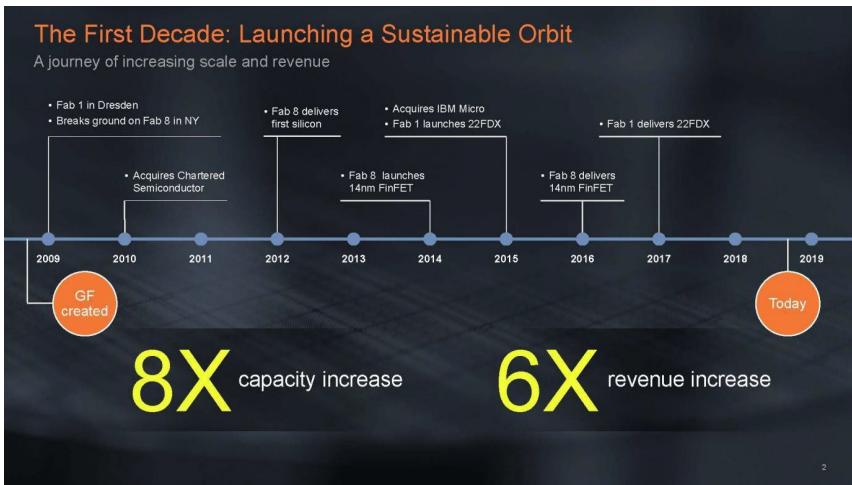 The First Decade: Launching a Sustainable Orbit
A journey of increasing scale and revenue
• Fab 1 in Dresden
• Breaks ground on Fab 8 in NY
• Acquires Chartered
Semiconductor
• Fab 8 delivers
first silicon
• Fab 8 launches
14nm FinFET
• Acquires IBM Micro
• Fab 1 launches 22FDX
• Fab 8 delivers
14nm FinFET
• Fab 1 delivers 22FDX
2009 2010 2011 2012 2013 2014 2015 2016 2017 2018 2019
GF
created
Today
8X capacity increase
6X revenue increase
2